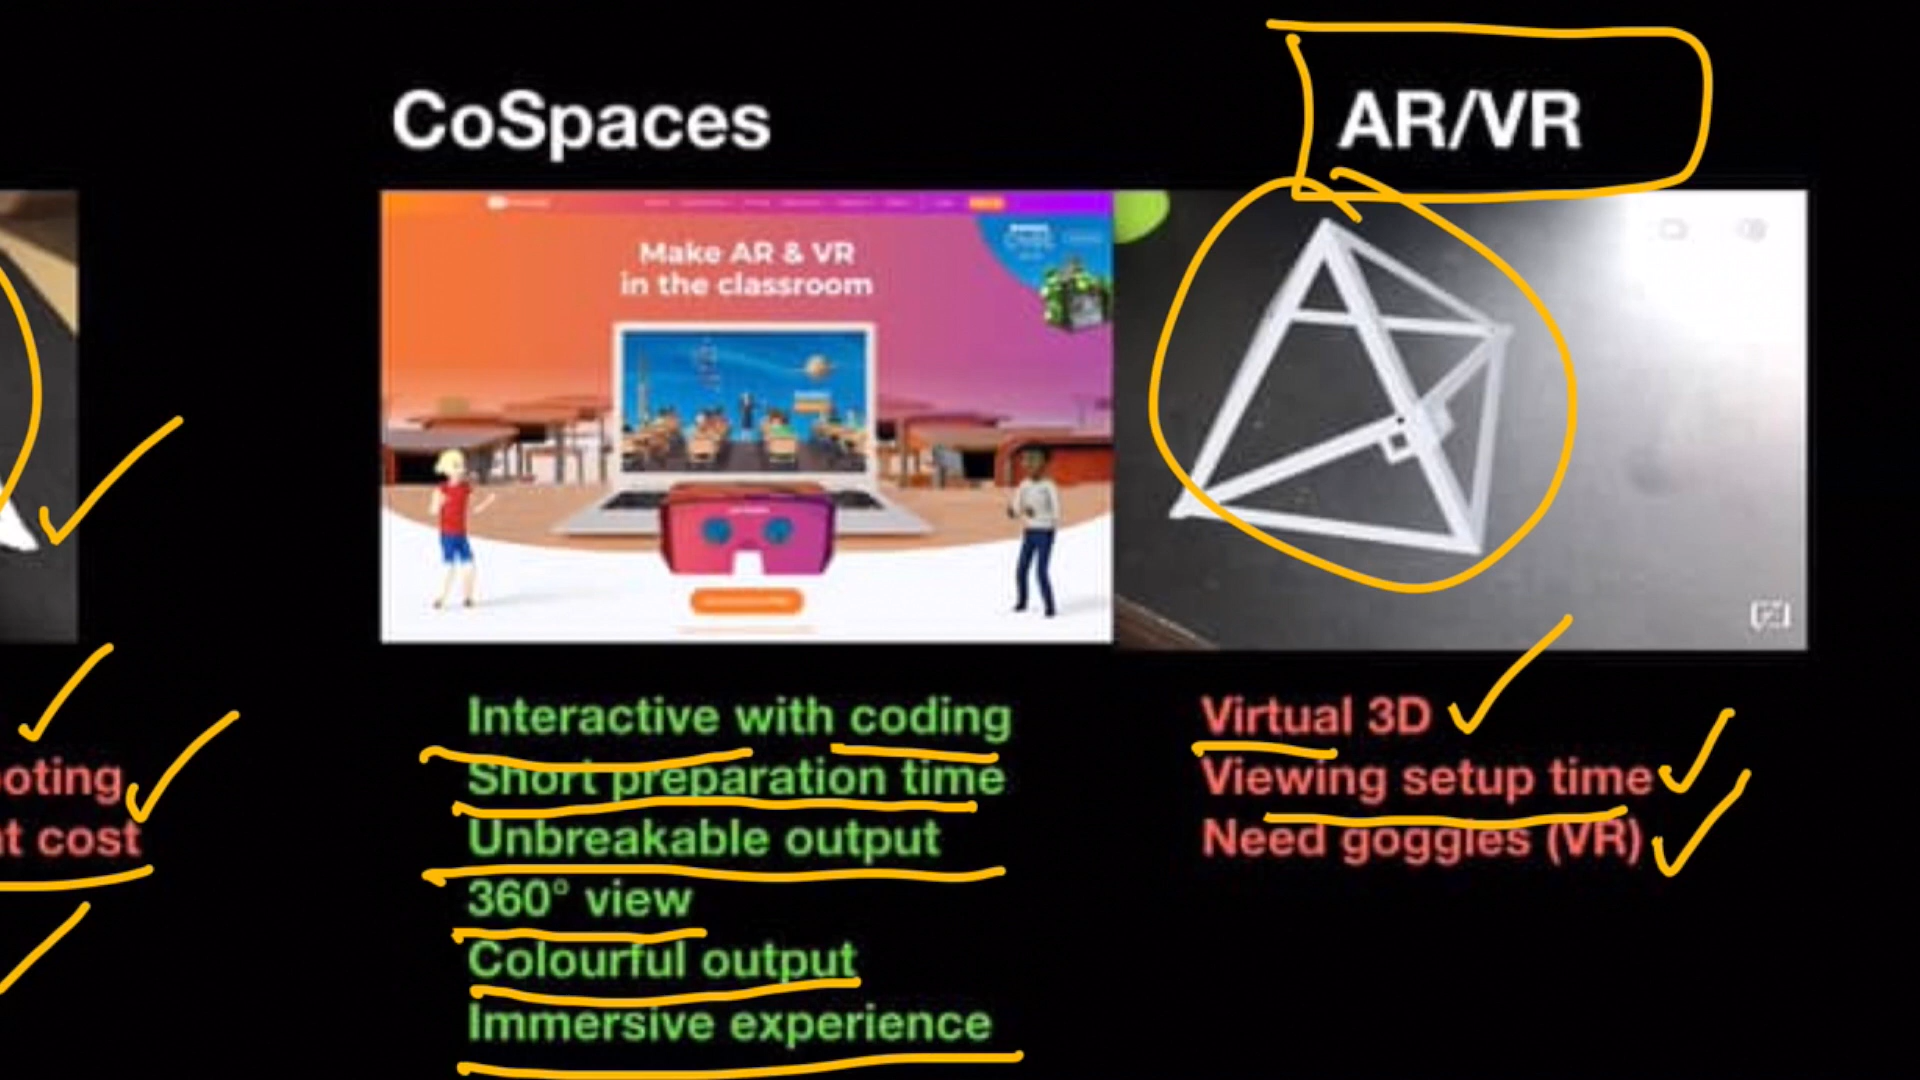 CoSpaces
AR/VR
Make AR & VR
in the classroom
Interactive with coding
Short preparation time
Unbreakable output
360° view
Colourful output
Immersive experience
Virtual 3D
Viewing setup time
Need goggles (VR)
ooting
t cost